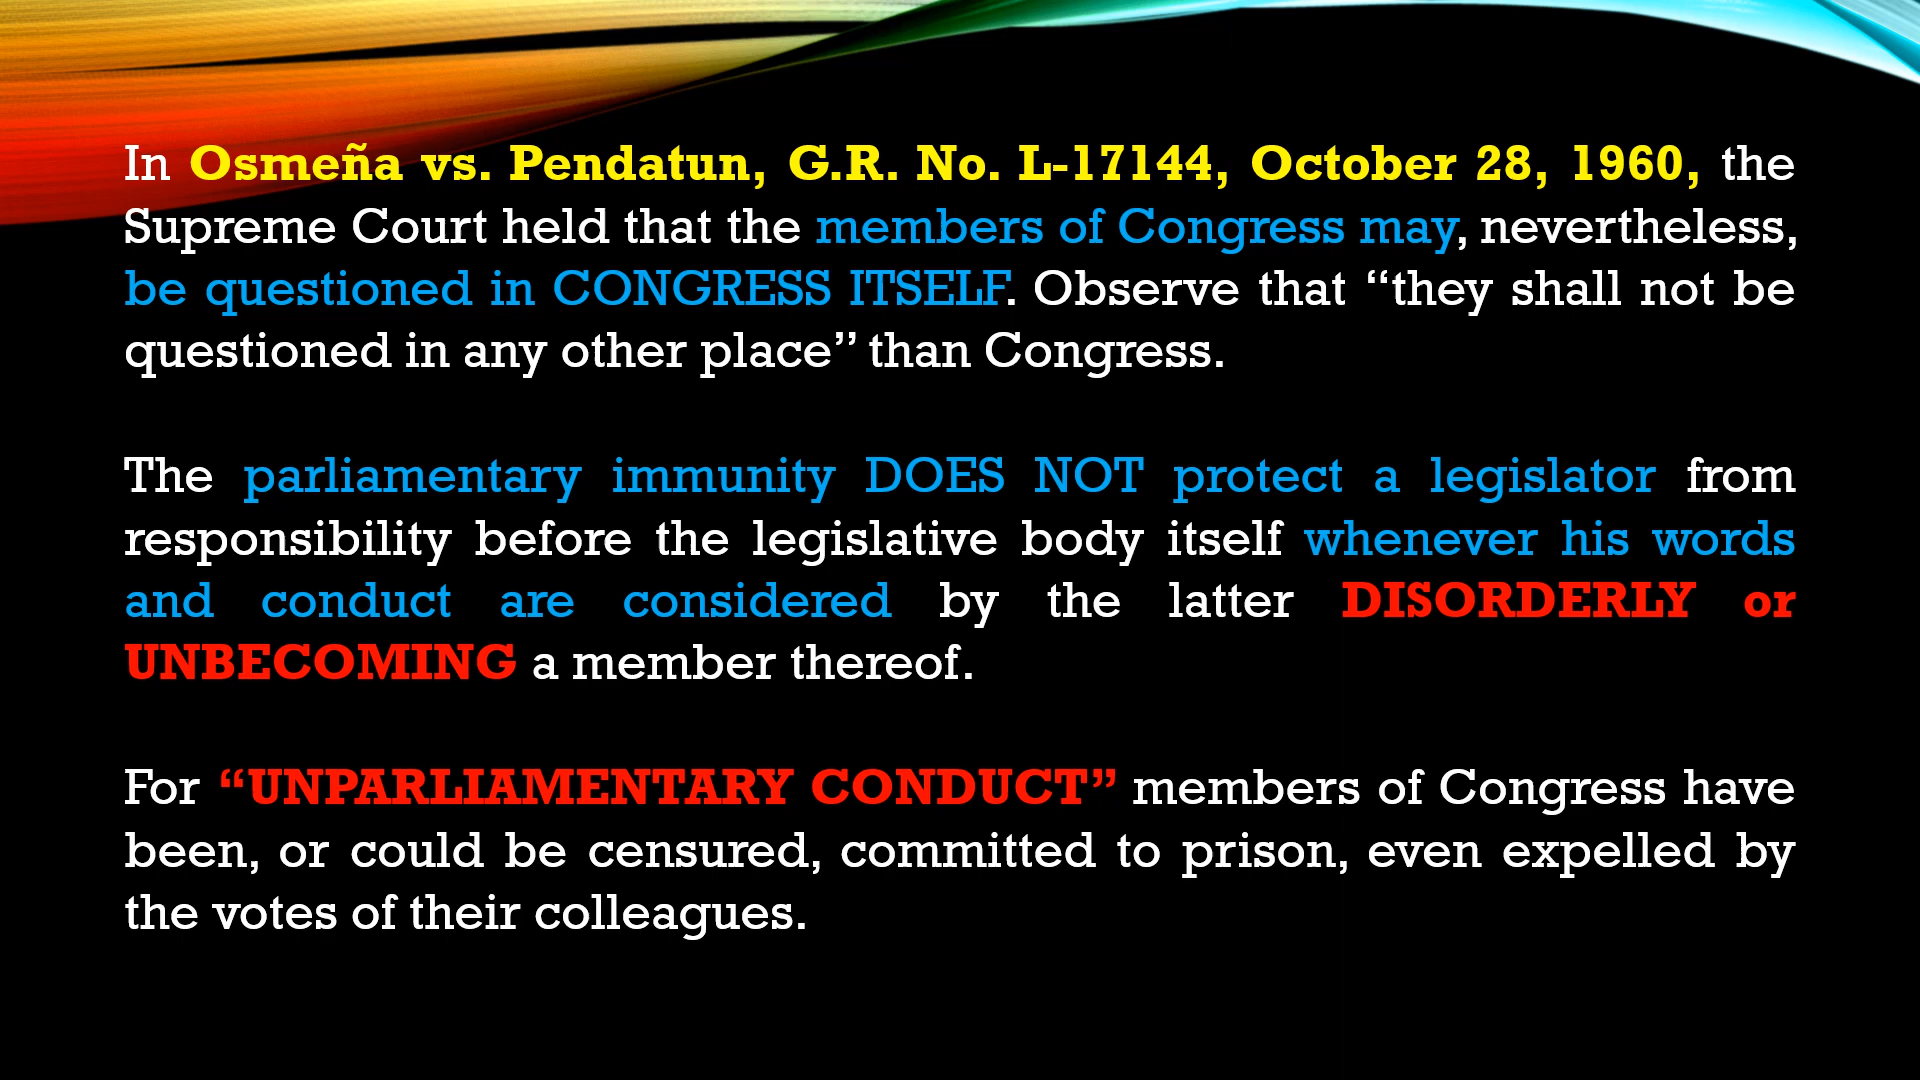 In Osmeña vs. Pendatun, G.R. No. L-17144, October 28, 1960, the
Supreme Court held that the members of Congress may, nevertheless,
be questioned in CONGRESS ITSELF. Observe that “they shall not be
questioned in any other place” than Congress.
The parliamentary immunity DOES NOT protect a legislator from
responsibility before the legislative body itself whenever his words
and conduct are considered by the latter DISORDERLY or
UNBECOMING a member thereof.
For “UNPARLIAMENTARY CONDUCT” members of Congress have
been, or could be censured, committed to prison, even expelled by
the votes of their colleagues.